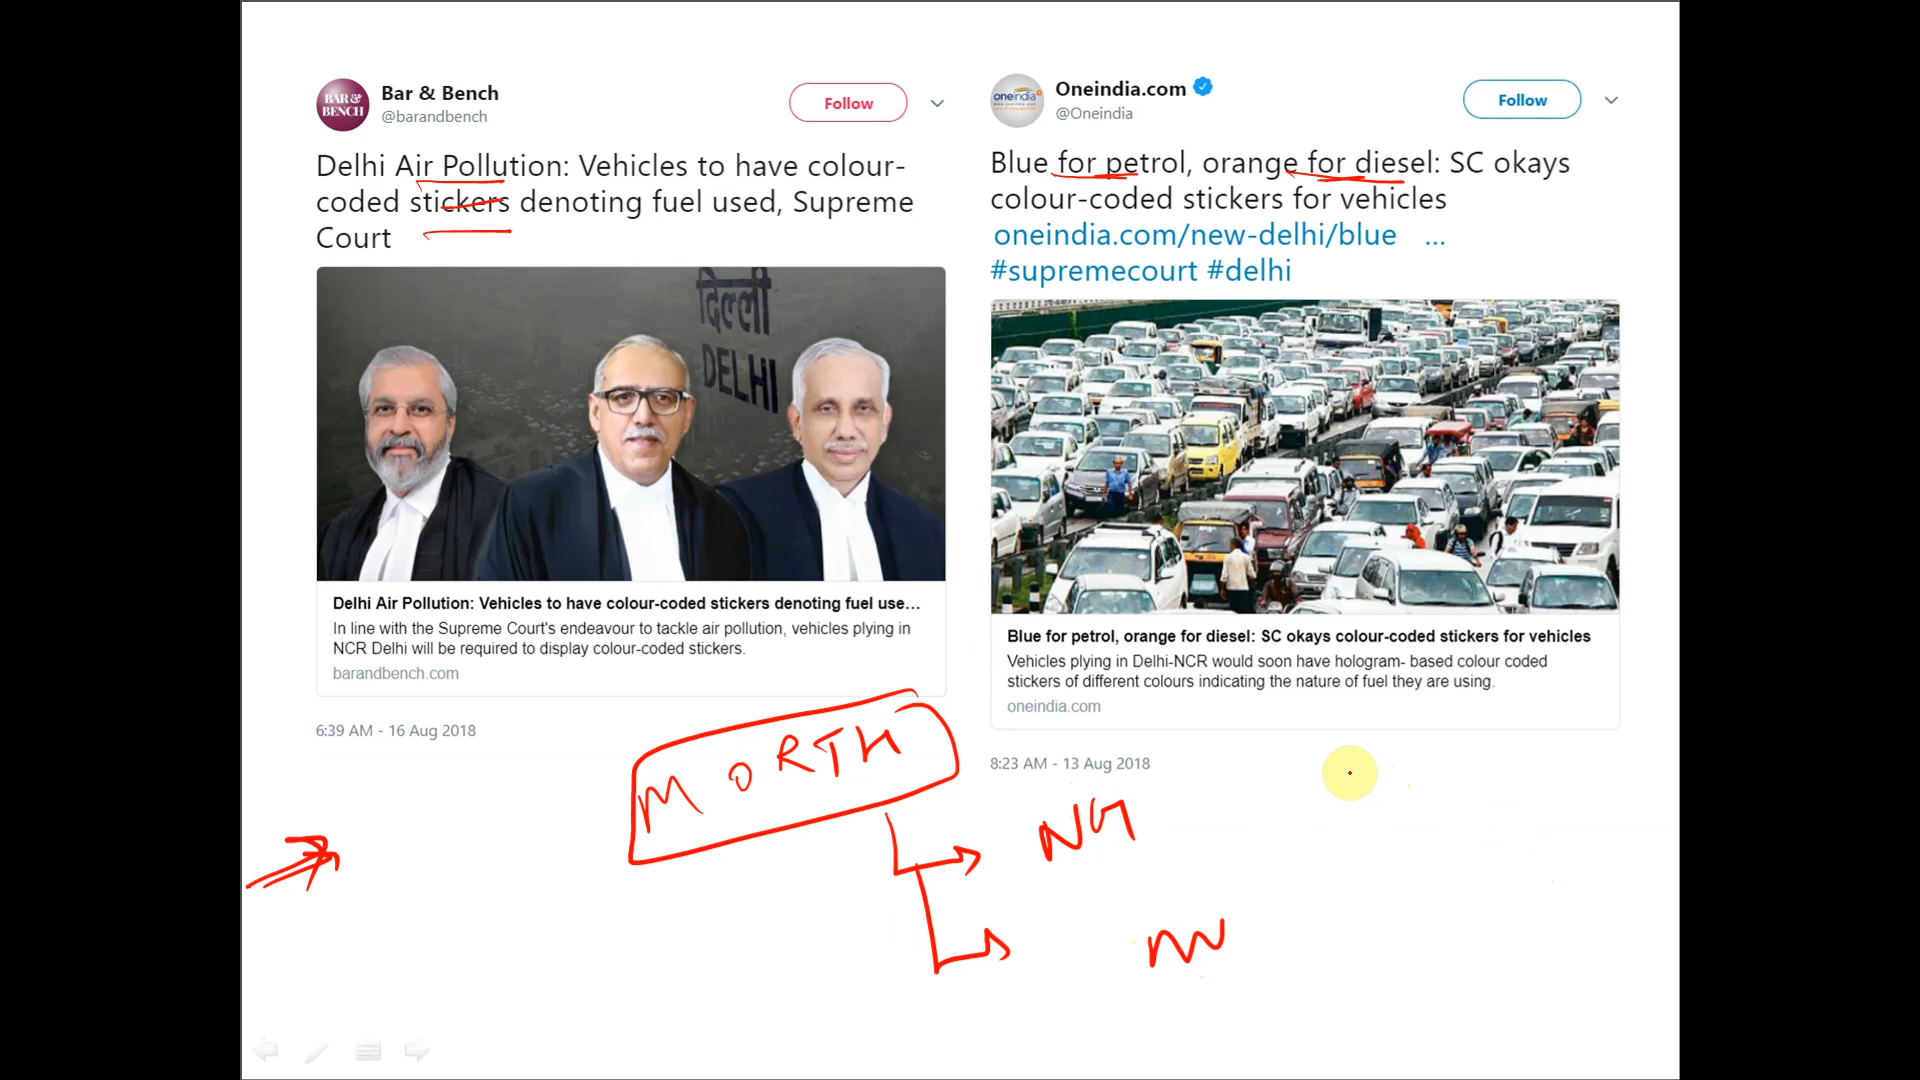 BAR &
BENCH
Bar & Bench
@barandbench
Follow
Delhi Air Pollution: Vehicles to have colour-
coded stickers denoting fuel used, Supreme
Court
दिल्ली
DELHI
Delhi Air Pollution: Vehicles to have colour-coded stickers denoting fuel use...
In line with the Supreme Court's endeavour to tackle air pollution, vehicles plying in
NCR Delhi will be required to display colour-coded stickers.
barandbench.com
6:39 AM - 16 Aug 2018
oneindia
Oneindia.com
@Oneindia
Follow
Blue for petrol, orange for diesel: SC okays
colour-coded stickers for vehicles
oneindia.com/new-delhi/blue ...
#supremecourt #delhi
Blue for petrol, orange for diesel: SC okays colour-coded stickers for vehicles
Vehicles plying in Delhi-NCR would soon have hologram- based colour coded
stickers of different colours indicating the nature of fuel they are using.
oneindia.com
8:23 AM - 13 Aug 2018
MORTH